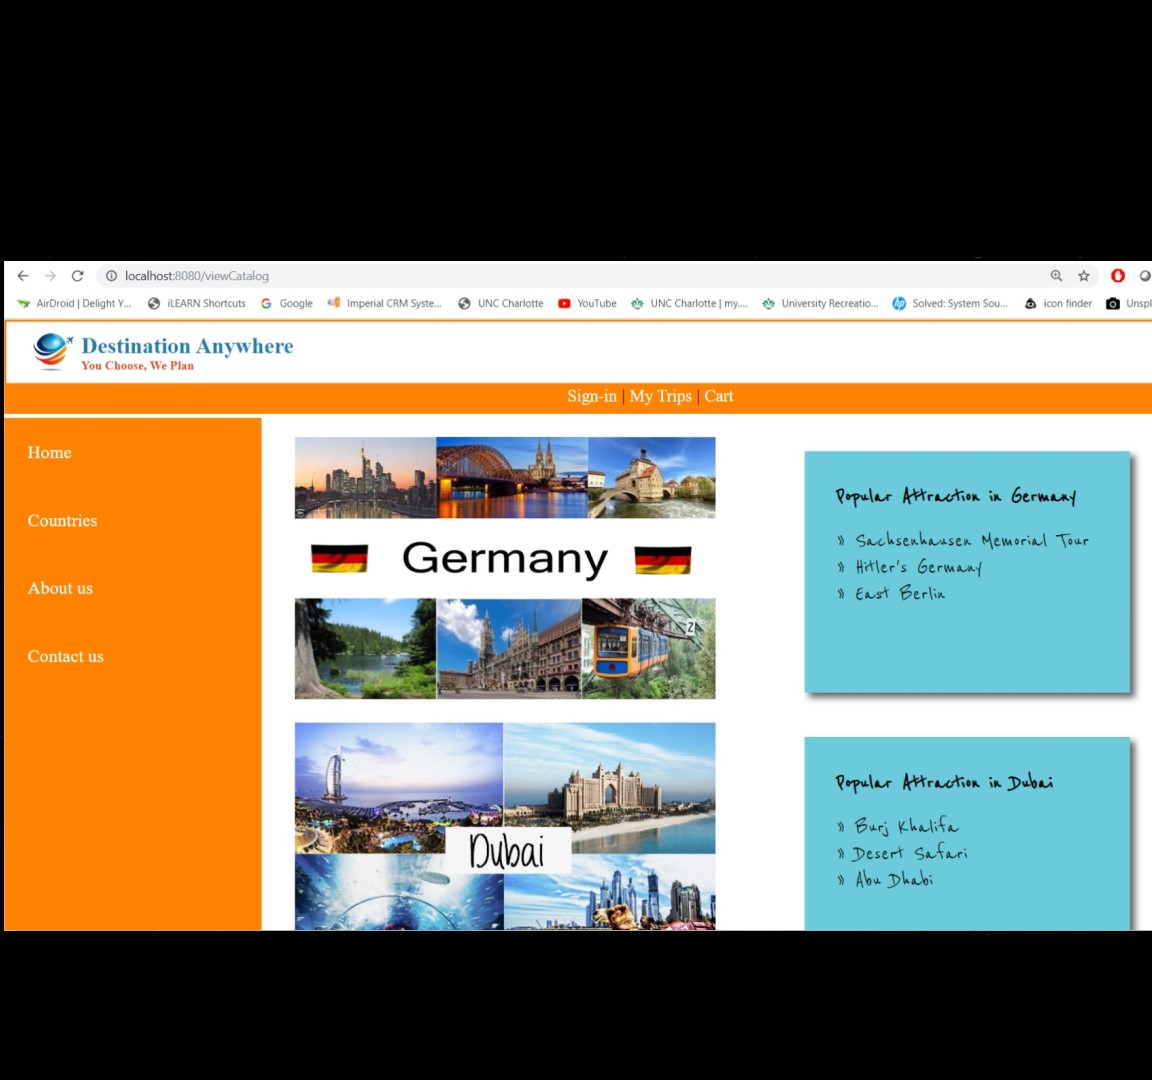 localhost:8080/viewCatalog
AirDroid | Delight Y... iLEARN Shortcuts Google Imperial CRM Syste... UNC Charlotte YouTube UNC Charlotte | my.... University Recreatio... Solved: System Sou... icon finder Unspl
Destination Anywhere
You Choose, We Plan
Sign-in | My Trips | Cart
Home
Countries
About us
Contact us
Germany
Z
Dubai
Popular Attraction in Germany
» Sachsenhausen Memorial Tour
» Hitler's Germany
» East Berlin
Popular Attraction in Dubai
» Burj Khalifa
» Desert Safari
» Abu Dhabi